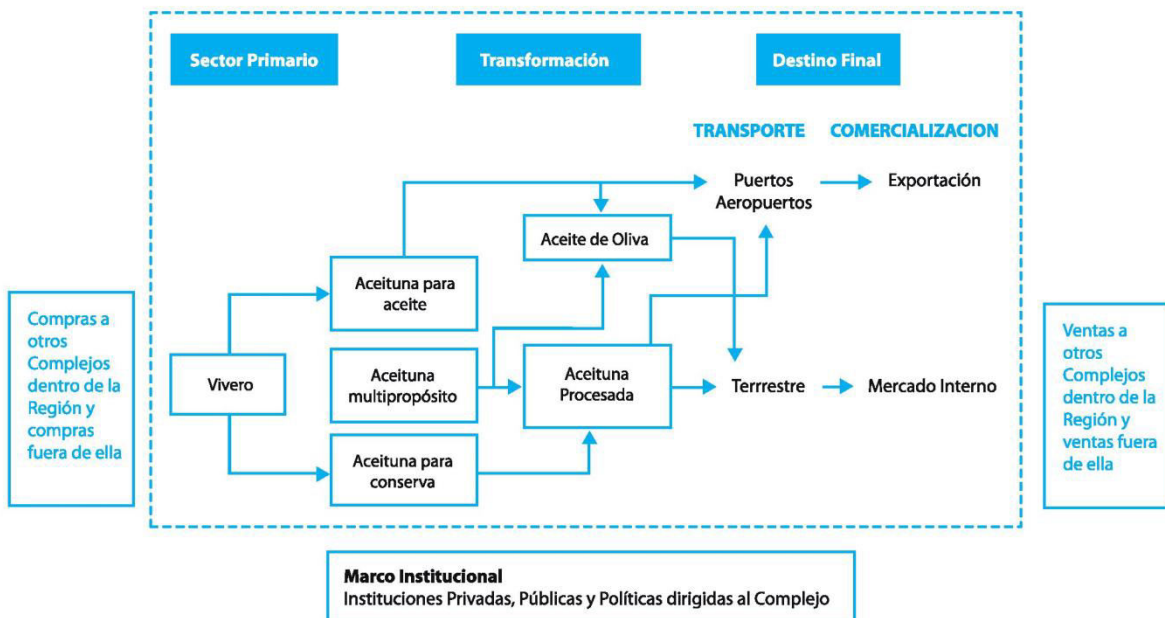 Sector Primario
Transformación
Destino Final
TRANSPORTE
COMERCIALIZACION
Puertos
Aeropuertos
Exportación
Aceite de Oliva
Aceituna para
aceite
Compras a
otros
Complejos
dentro de la
Región y
compras
fuera de ella
Vivero
Aceituna
multipropósito
Aceituna
Procesada
Terrrestre
Mercado Interno
Ventas a
otros
Complejos
dentro de la
Región y
ventas fuera
de ella
Aceituna para
conserva
Marco Institucional
Instituciones Privadas, Públicas y Políticas dirigidas al Complejo